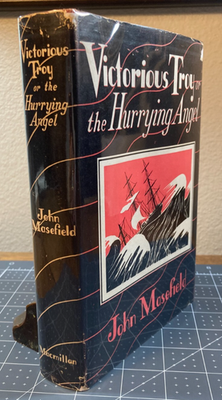 Victorious
Troy
or the
Hurrying
Angel
John
Masefield
Macmillan
Victorious Troy or
the Hurrying Angel
John Masefield